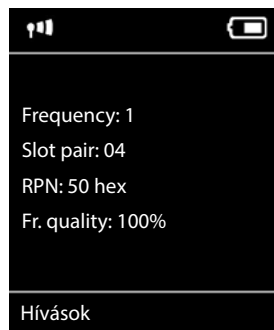 Frequency: 1
Slot pair: 04
RPN: 50 hex
Fr. quality: 100%
Hívások